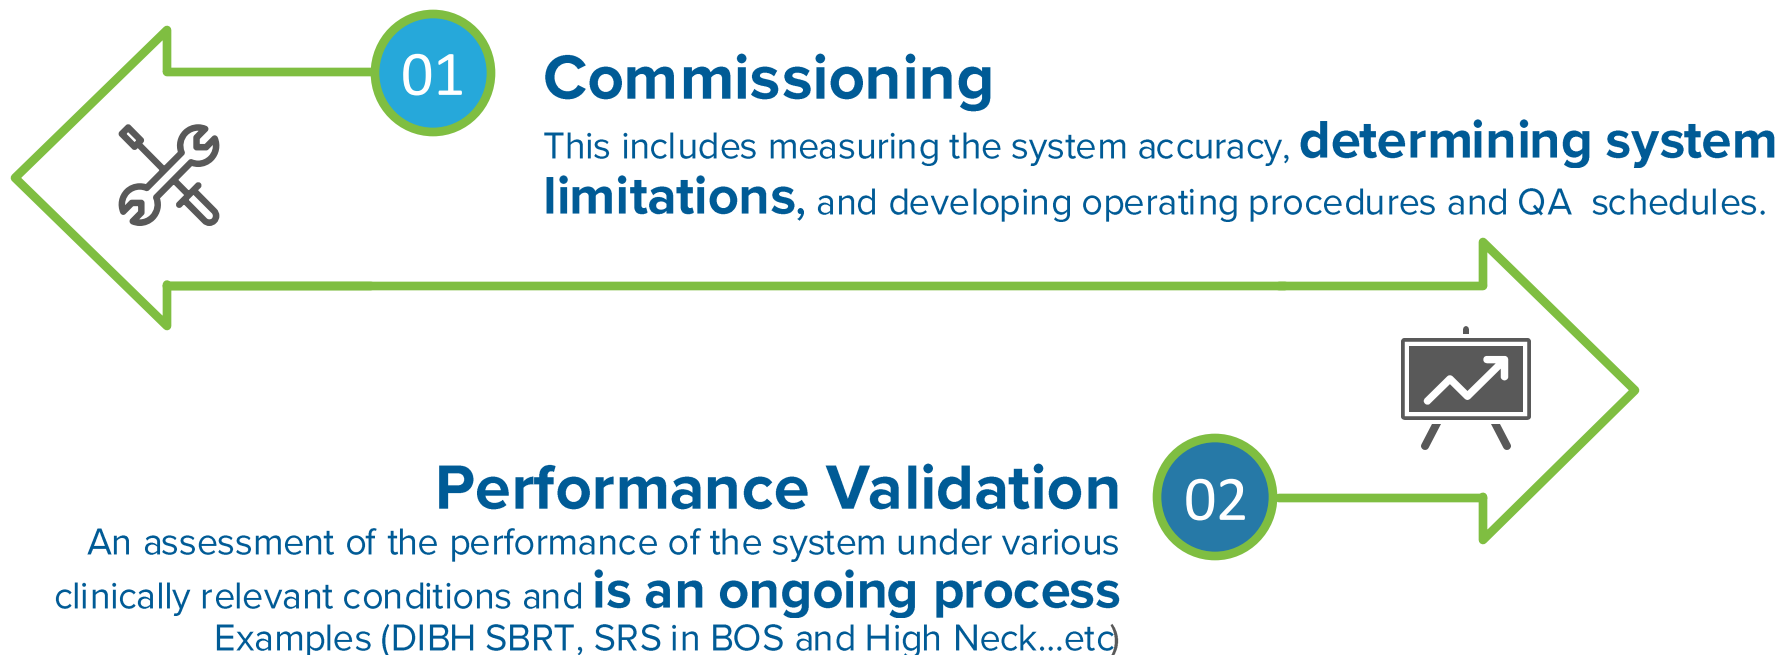 01
Commissioning
This includes measuring the system accuracy, determining system
limitations, and developing operating procedures and QA schedules.
02
Performance Validation
An assessment of the performance of the system under various
clinically relevant conditions and is an ongoing process
Examples (DIBH SBRT, SRS in BOS and High Neck...etc)